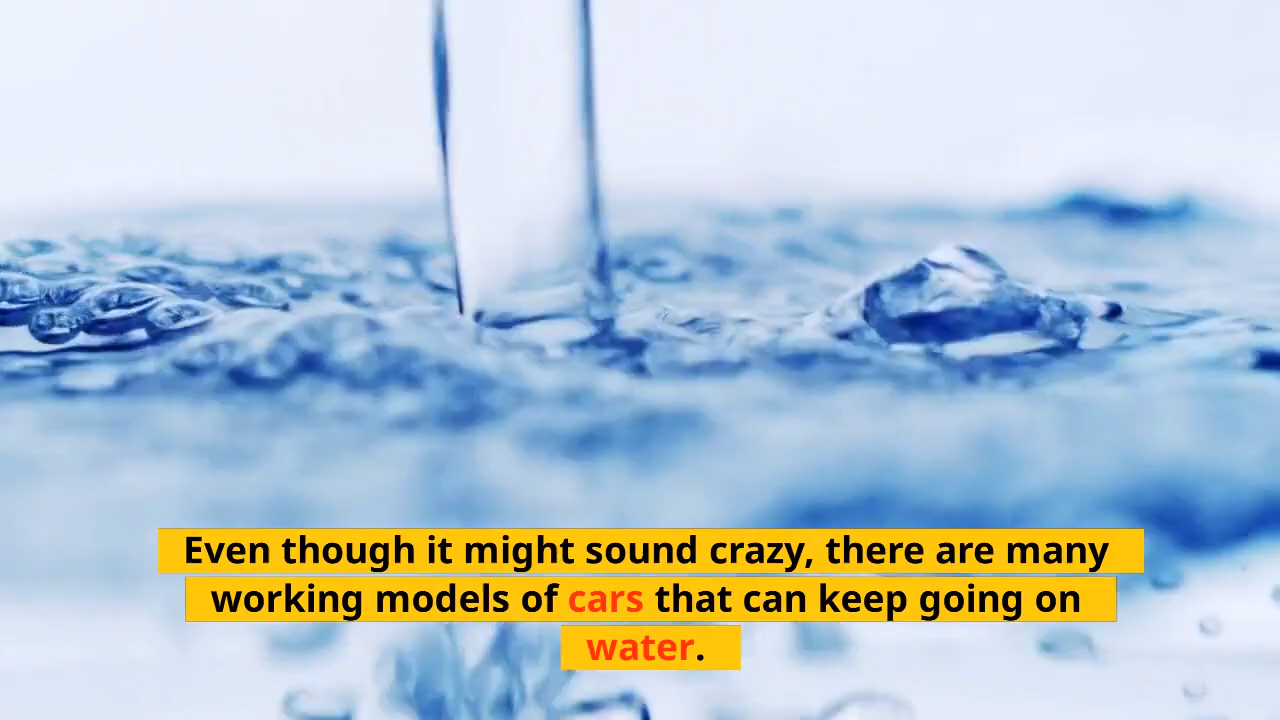 Even though it might sound crazy, there are many
working models of cars that can keep going on
water.